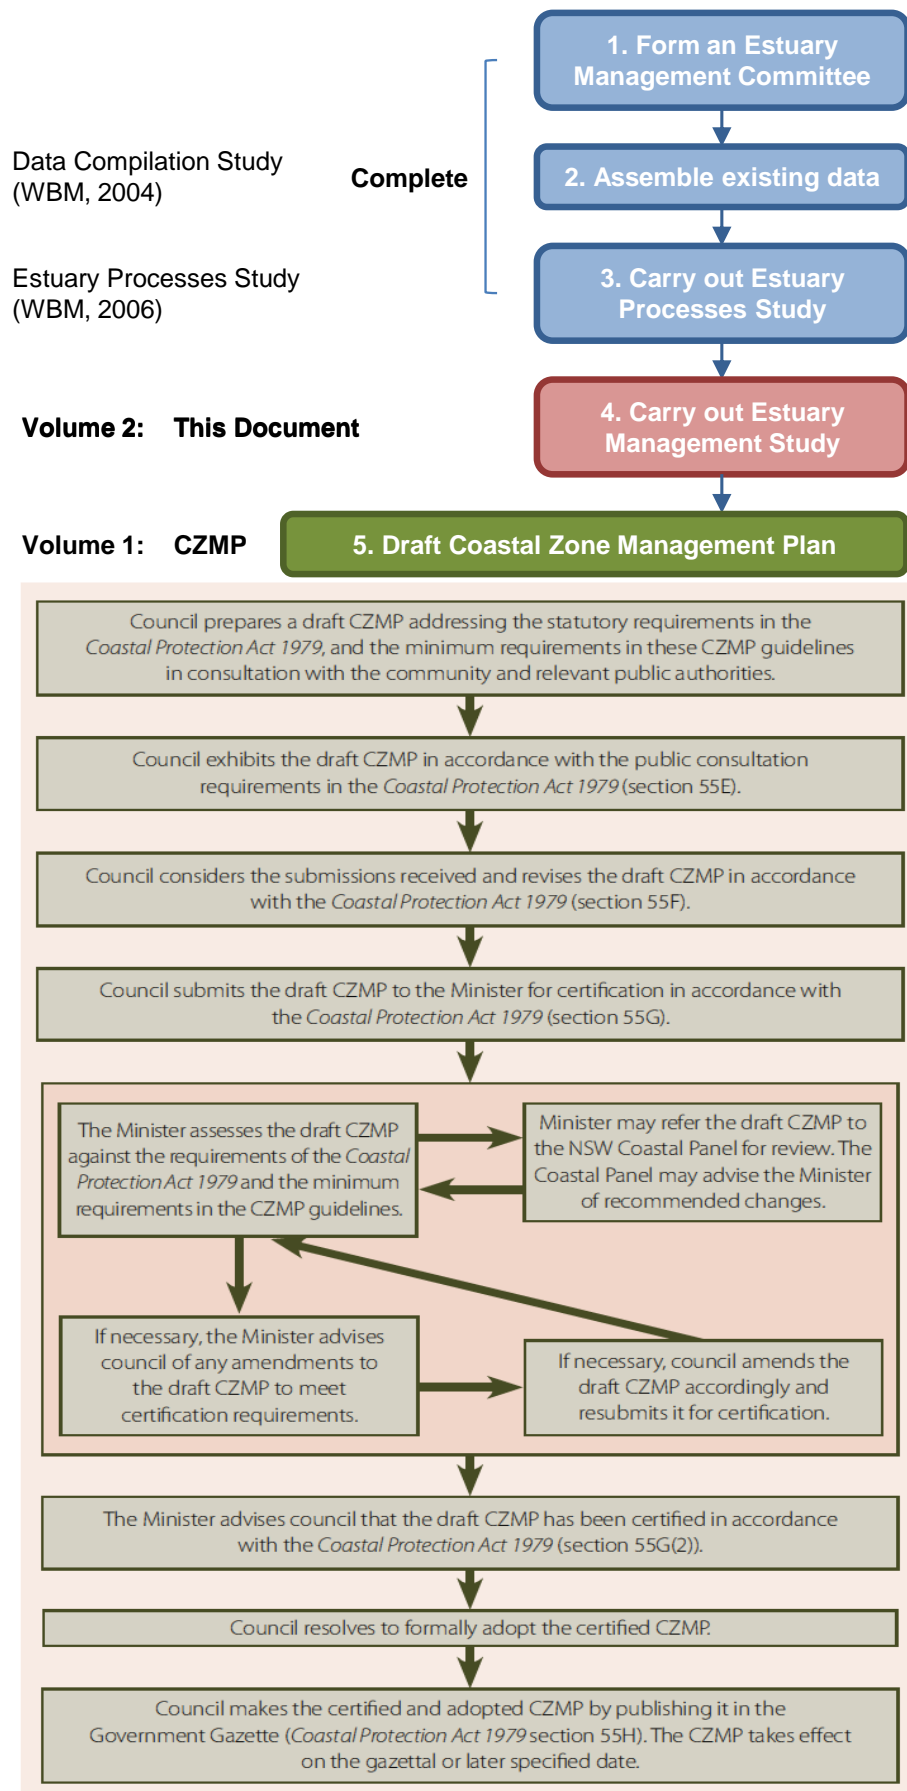 1. Form an Estuary
Management Committee
Data Compilation Study
(WBM, 2004)
Complete
2. Assemble existing data
Estuary Processes Study
(WBM, 2006)
3. Carry out Estuary
Processes Study
Volume 2: This Document
4. Carry out Estuary
Management Study
Volume 1: CZMP
5. Draft Coastal Zone Management Plan
Council prepares a draft CZMP addressing the statutory requirements in the
Coastal Protection Act 1979, and the minimum requirements in these CZMP guidelines
in consultation with the community and relevant public authorities.
Council exhibits the draft CZMP in accordance with the public consultation
requirements in the Coastal Protection Act 1979 (section 55E).
Council considers the submissions received and revises the draft CZMP in accordance
with the Coastal Protection Act 1979 (section 55F).
Council submits the draft CZMP to the Minister for certification in accordance with
the Coastal Protection Act 1979 (section 55G).
The Minister assesses the draft CZMP
against the requirements of the Coastal
Protection Act 1979 and the minimum
requirements in the CZMP guidelines.
Minister may refer the draft CZMP to
the NSW Coastal Panel for review. The
Coastal Panel may advise the Minister
of recommended changes.
If necessary, the Minister advises
council of any amendments to
the draft CZMP to meet
certification requirements.
If necessary, council amends the
draft CZMP accordingly and
resubmits it for certification.
The Minister advises council that the draft CZMP has been certified in accordance
with the Coastal Protection Act 1979 (section 55G(2)).
Council resolves to formally adopt the certified CZMP.
Council makes the certified and adopted CZMP by publishing it in the
Government Gazette (Coastal Protection Act 1979 section 55H). The CZMP takes effect
on the gazettal or later specified date.